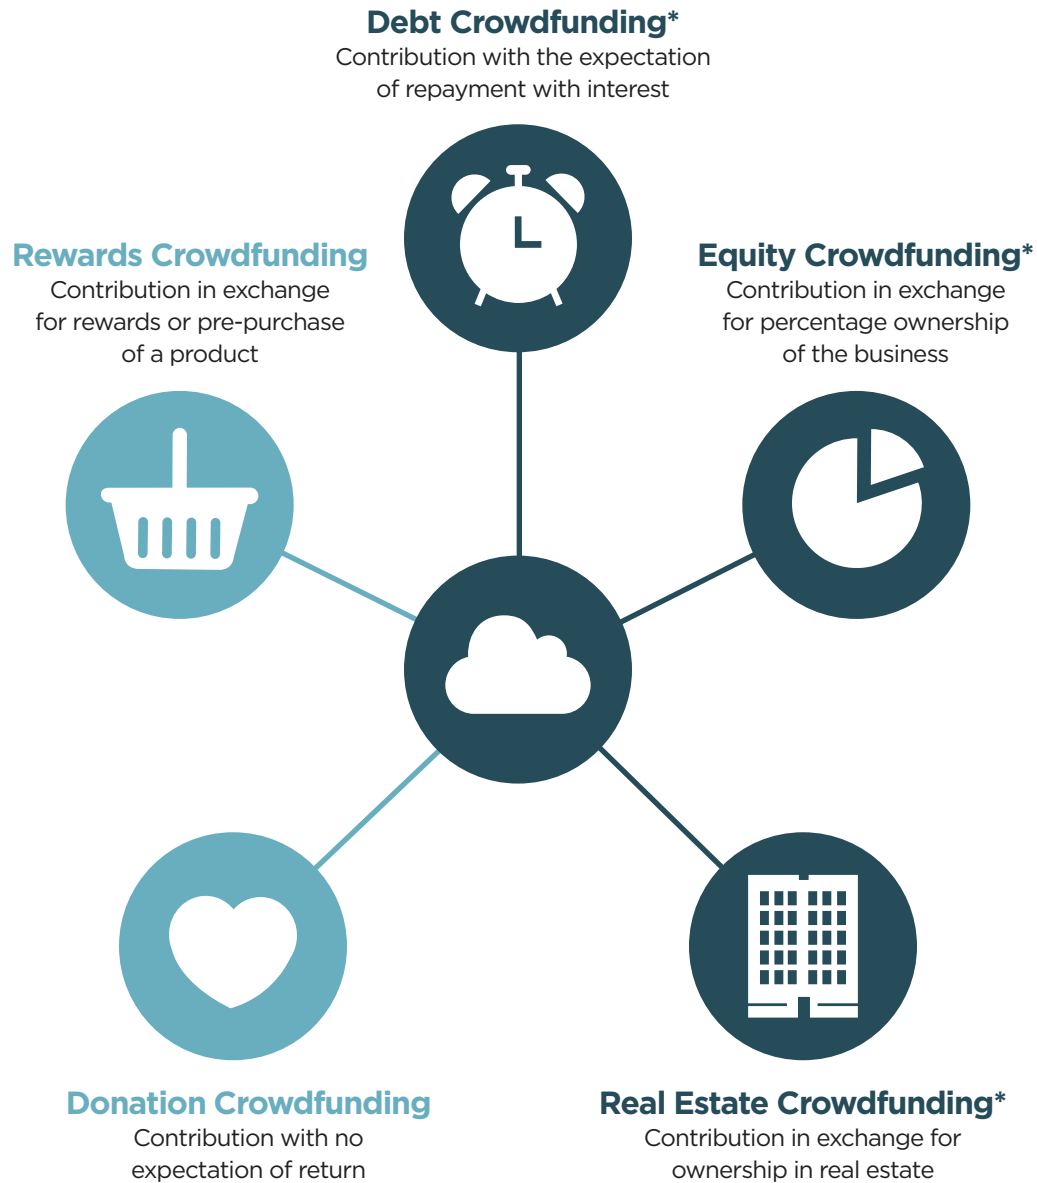 Debt Crowdfunding*
Contribution with the expectation
of repayment with interest
Rewards Crowdfunding
Contribution in exchange
for rewards or pre-purchase
of a product
Equity Crowdfunding*
Contribution in exchange
for percentage ownership
of the business
Donation Crowdfunding
Contribution with no
expectation of return
Real Estate Crowdfunding*
Contribution in exchange for
ownership in real estate